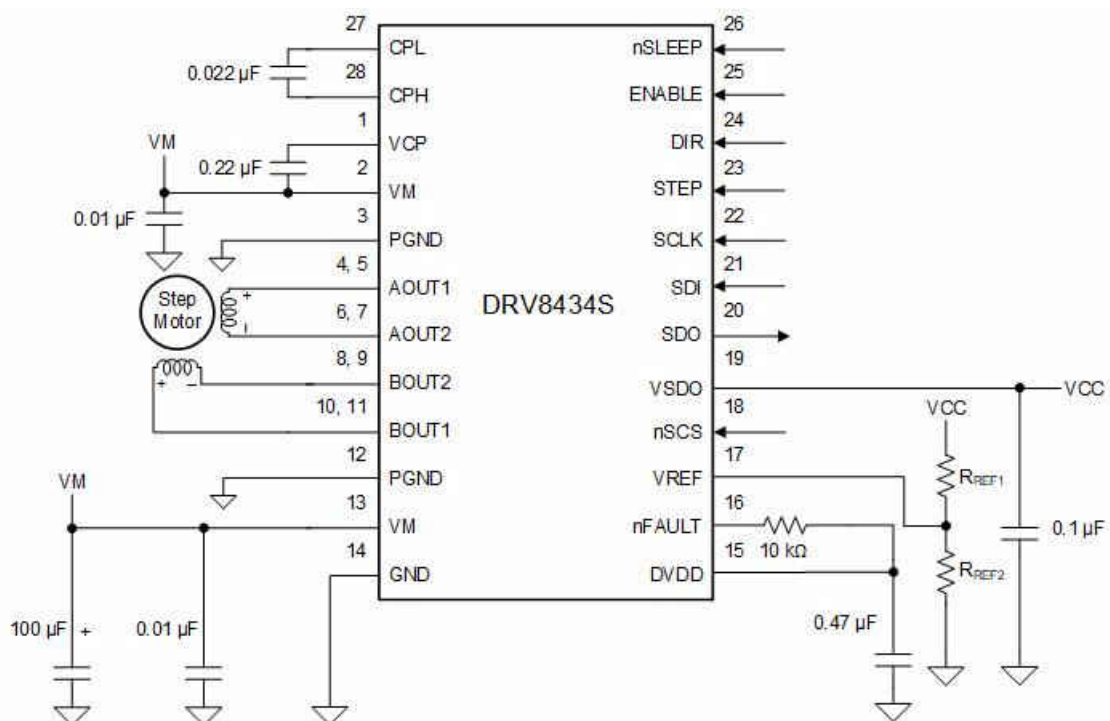 27
CPL
0.022 µF
28
CPH
1
VCP
VM
0.22 µF
2
VM
0.01 µF
3
PGND
4, 5
AOUT1
Step
Motor
+
–
6, 7
AOUT2
8, 9
BOUT2
+
–
10, 11
BOUT1
12
PGND
VM
13
VM
14
GND
100 µF +
0.01 µF
DRV8434S
26
nSLEEP
25
ENABLE
24
DIR
23
STEP
22
SCLK
21
SDI
20
SDO
19
VSDO
VCC
18
nSCS
VCC
17
VREF
RREF1
16
nFAULT
10 kΩ
0.1 µF
15
DVDD
RREF2
0.47 µF